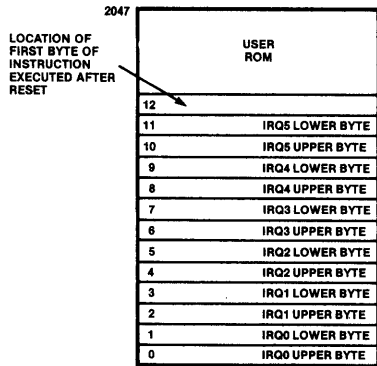 2047
LOCATION OF
FIRST BYTE OF
INSTRUCTION
EXECUTED AFTER
RESET
USER
ROM
12
11 IRQ5 LOWER BYTE
10 IRQ5 UPPER BYTE
9 IRQ4 LOWER BYTE
8 IRQ4 UPPER BYTE
7 IRQ3 LOWER BYTE
6 IRQ3 UPPER BYTE
5 IRQ2 LOWER BYTE
4 IRQ2 UPPER BYTE
3 IRQ1 LOWER BYTE
2 IRQ1 UPPER BYTE
1 IRQ0 LOWER BYTE
0 IRQ0 UPPER BYTE